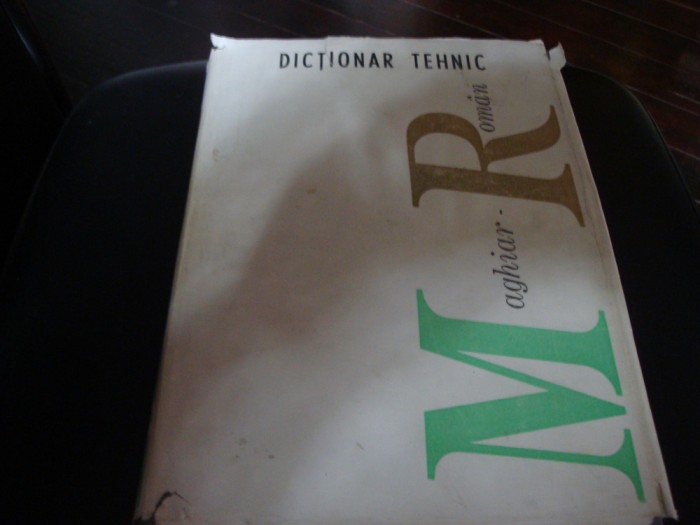 DICȚIONAR TEHNIC
Maghiar - Român